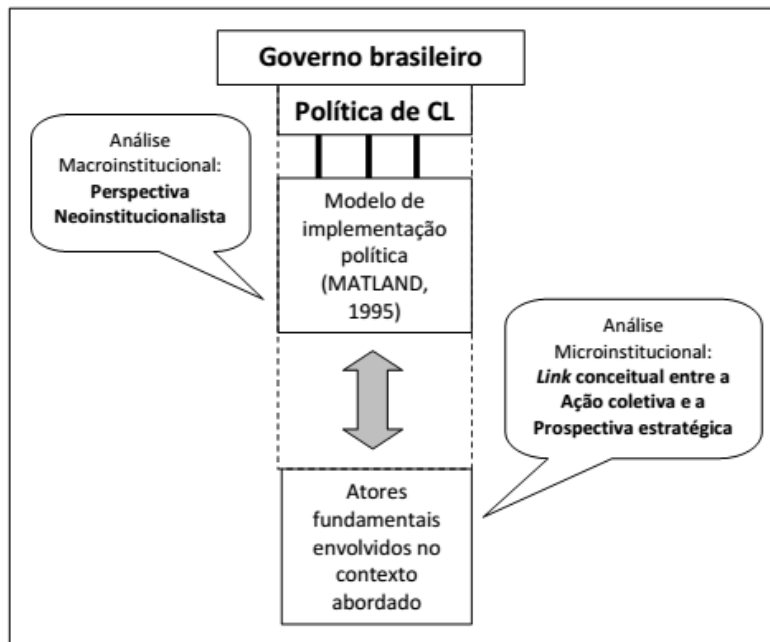 Governo brasileiro
Política de CL
Análise
Macroinstitucional:
Perspectiva
Neoinstitucionalista
Modelo de
implementação
política
(MATLAND,
1995)
Análise
Microinstitucional:
Link conceitual entre a
Ação coletiva e a
Prospectiva estratégica
Atores
fundamentais
envolvidos no
contexto
abordado